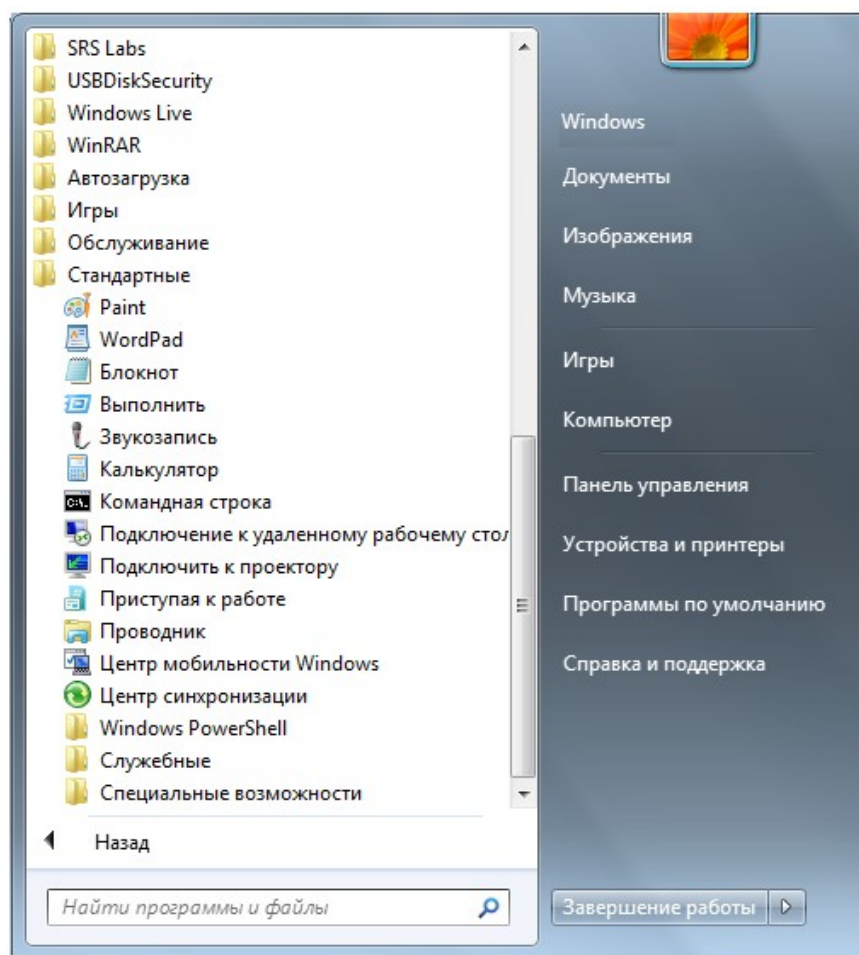 SRS Labs
USBDiskSecurity
Windows Live
WinRAR
Автозагрузка
Игры
Обслуживание
Стандартные
Paint
WordPad
Блокнот
Выполнить
Звукозапись
Калькулятор
C:\.
Командная строка
Подключение к удаленному рабочему стол
Подключить к проектору
Приступая к работе
Проводник
Центр мобильности Windows
Центр синхронизации
Windows PowerShell
Служебные
Специальные возможности
Назад
Найти программы и файлы
Windows
Документы
Изображения
Музыка
Игры
Компьютер
Панель управления
Устройства и принтеры
Программы по умолчанию
Справка и поддержка
Завершение работы